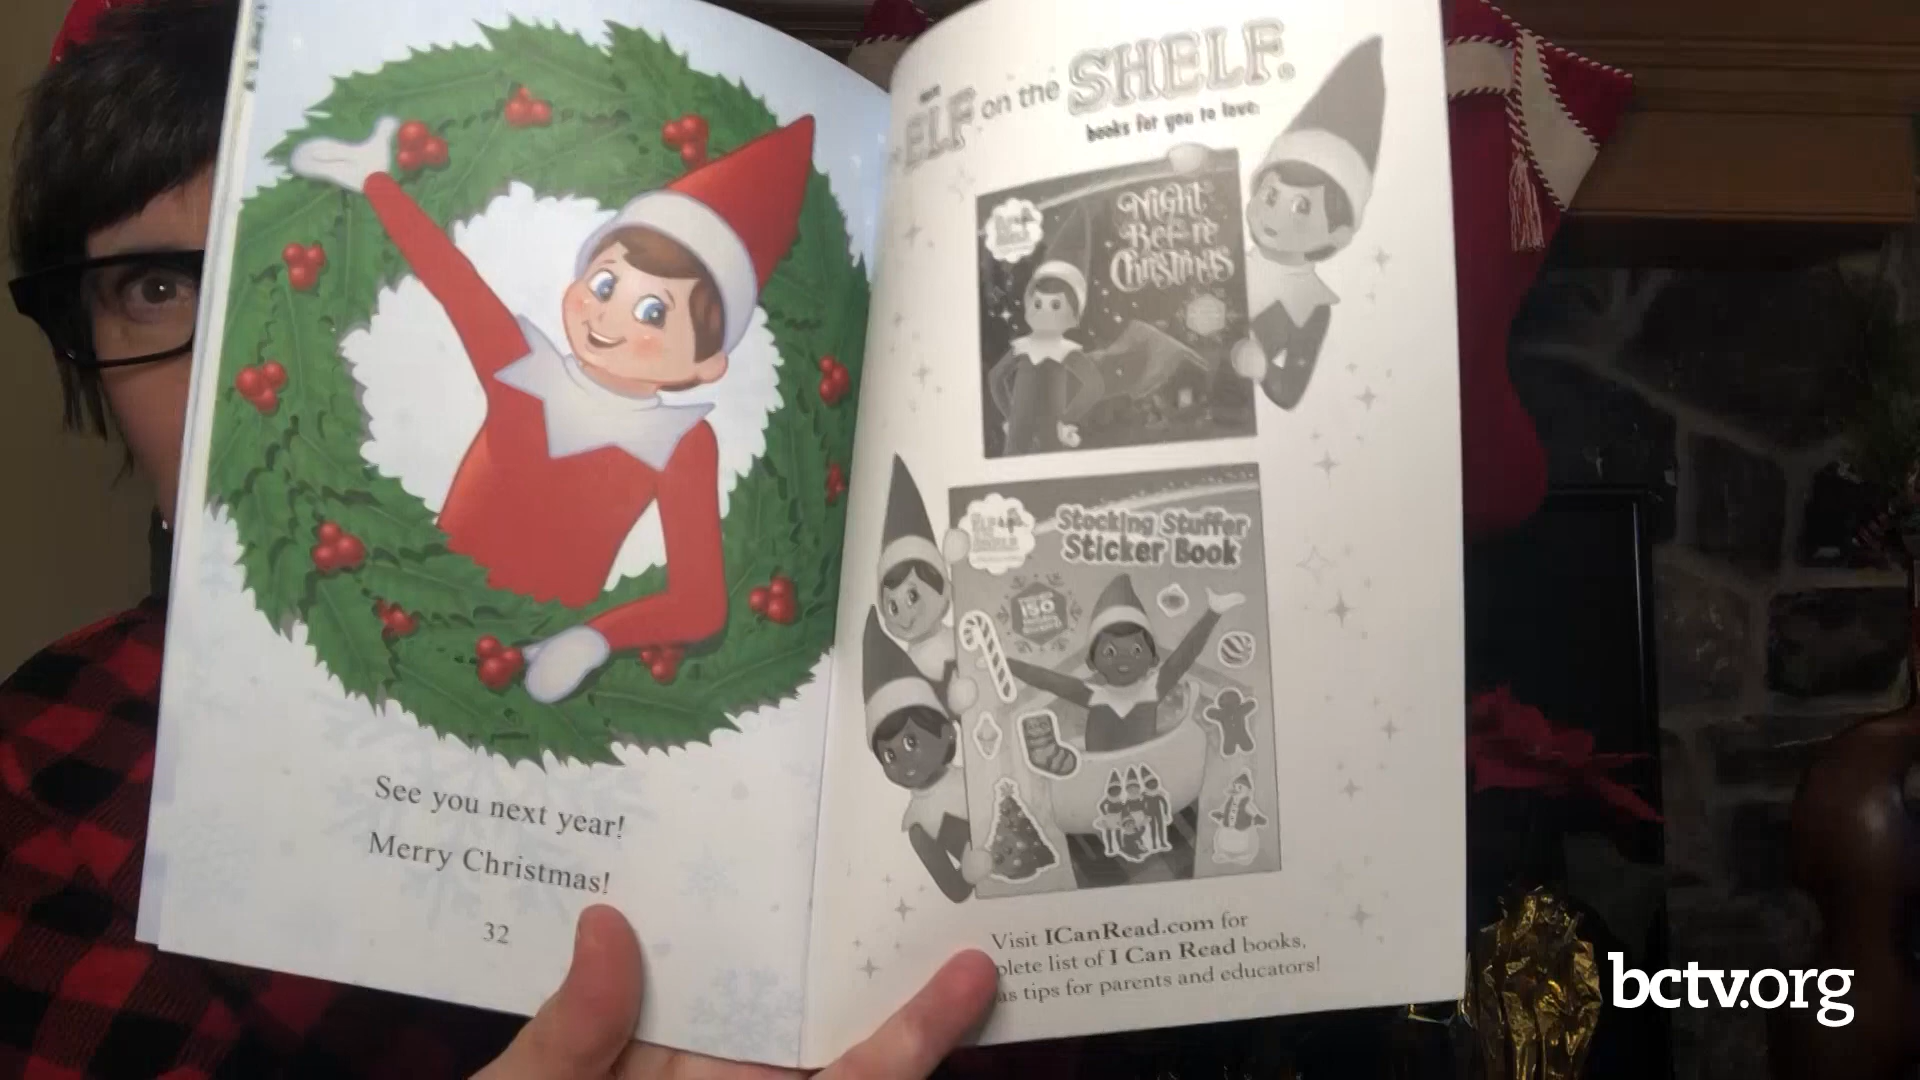 See you next year!
Merry Christmas!
32
ELF on the SHELF®
books for you to love.
Night
Before
Christmas
Stocking Stuffer
Sticker Book
150
Visit ICanRead.com for
plete list of I Can Read books,
as tips for parents and educators!
bctv.org